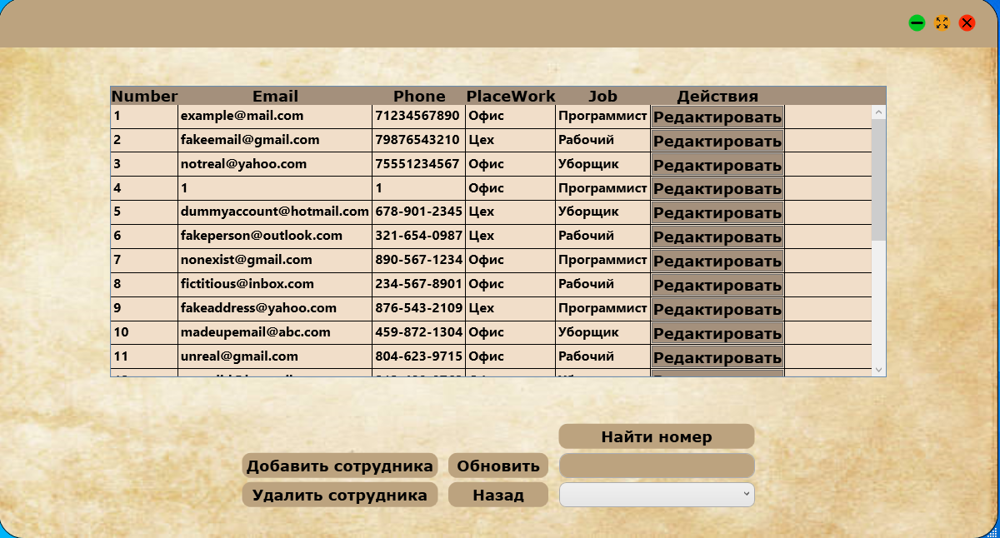 Number Email Phone PlaceWork Job Действия
1 example@mail.com 71234567890 Офис Программист Редактировать
2 fakeemail@gmail.com 79876543210 Цех Рабочий Редактировать
3 notreal@yahoo.com 75551234567 Офис Уборщик Редактировать
4 1 1 Офис Программист Редактировать
5 dummyaccount@hotmail.com 678-901-2345 Цех Уборщик Редактировать
6 fakeperson@outlook.com 321-654-0987 Цех Рабочий Редактировать
7 nonexist@gmail.com 890-567-1234 Офис Программист Редактировать
8 fictitious@inbox.com 234-567-8901 Офис Рабочий Редактировать
9 fakeaddress@yahoo.com 876-543-2109 Цех Программист Редактировать
10 madeupemail@abc.com 459-872-1304 Офис Уборщик Редактировать
11 unreal@gmail.com 804-623-9715 Офис Рабочий Редактировать
Найти номер
Добавить сотрудника Обновить
Удалить сотрудника Назад